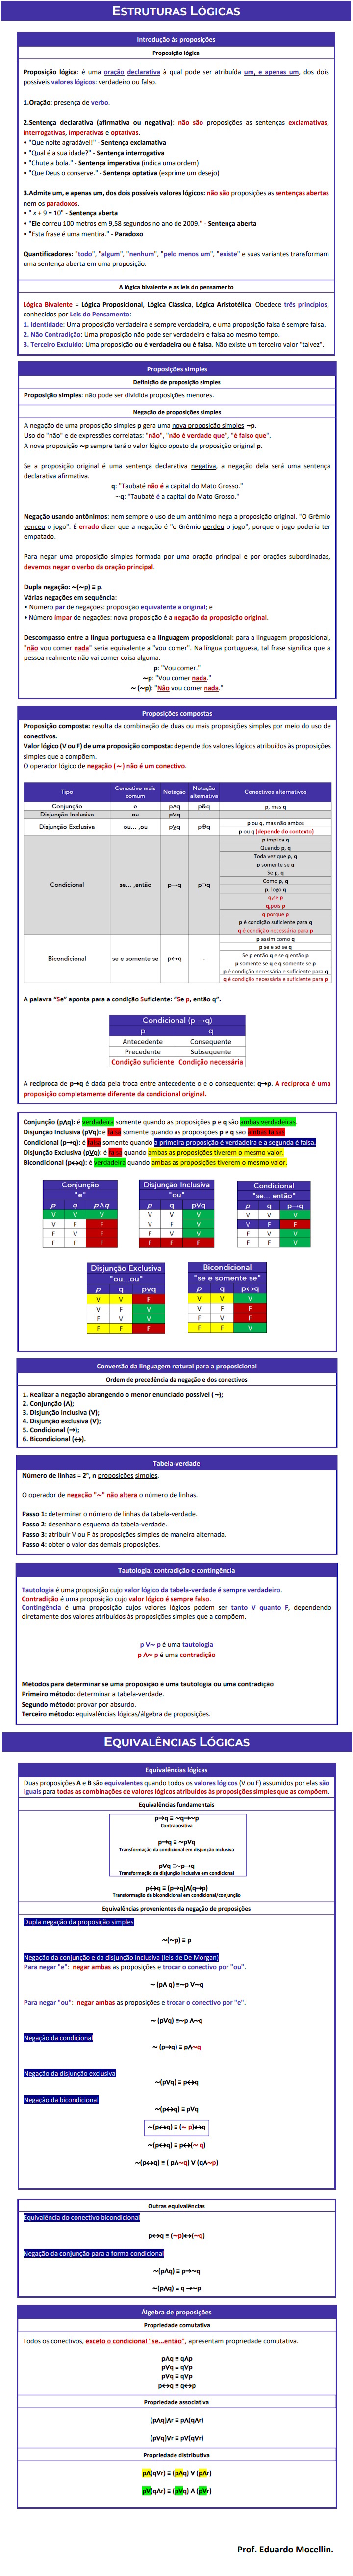 ESTRUTURAS LÓGICAS
Introdução às proposições
Proposição lógica
Proposição lógica: é uma oração declarativa à qual pode ser atribuída um, e apenas um, dos dois
possíveis valores lógicos: verdadeiro ou falso.
1.Oração: presença de verbo.
2.Sentença declarativa (afirmativa ou negativa): não são proposições as sentenças exclamativas,
interrogativas, imperativas e optativas.
• "Que noite agradável!" - Sentença exclamativa
• "Qual é a sua idade?" - Sentença interrogativa
• "Chute a bola." - Sentença imperativa (indica uma ordem)
• "Que Deus o conserve." - Sentença optativa (exprime um desejo)
3.Admite um, e apenas um, dos dois possíveis valores lógicos: não são proposições as sentenças abertas
nem os paradoxos.
• " x + 9 = 10" - Sentença aberta
• "Ele correu 100 metros em 9,58 segundos no ano de 2009." - Sentença aberta
• "Esta frase é uma mentira." - Paradoxo
Quantificadores: "todo", "algum", "nenhum", "pelo menos um", "existe" e suas variantes transformam
uma sentença aberta em uma proposição.
A lógica bivalente e as leis do pensamento
Lógica Bivalente = Lógica Proposicional, Lógica Clássica, Lógica Aristotélica. Obedece três princípios,
conhecidos por Leis do Pensamento:
1. Identidade: Uma proposição verdadeira é sempre verdadeira, e uma proposição falsa é sempre falsa.
2. Não Contradição: Uma proposição não pode ser verdadeira e falsa ao mesmo tempo.
3. Terceiro Excluído: Uma proposição ou é verdadeira ou é falsa. Não existe um terceiro valor "talvez".
Proposições simples
Definição de proposição simples
Proposição simples: não pode ser dividida proposições menores.
Negação de proposições simples
A negação de uma proposição simples p gera uma nova proposição simples ~p.
Uso do "não" e de expressões correlatas: "não", "não é verdade que", "é falso que".
A nova proposição ~p sempre terá o valor lógico oposto da proposição original p.
Se a proposição original é uma sentença declarativa negativa, a negação dela será uma sentença
declarativa afirmativa.
q: "Taubaté não é a capital do Mato Grosso."
~q: "Taubaté é a capital do Mato Grosso."
Negação usando antônimos: nem sempre o uso de um antônimo nega a proposição original. "O Grêmio
venceu o jogo". É errado dizer que a negação é "o Grêmio perdeu o jogo", porque o jogo poderia ter
empatado.
Para negar uma proposição simples formada por uma oração principal e por orações subordinadas,
devemos negar o verbo da oração principal.
Dupla negação: ~(~p) ≡ p.
Várias negações em sequência:
• Número par de negações: proposição equivalente a original; e
• Número ímpar de negações: nova proposição é a negação da proposição original.
Descompasso entre a língua portuguesa e a linguagem proposicional: para a linguagem proposicional,
"não vou comer nada" seria equivalente a "vou comer". Na língua portuguesa, tal frase significa que a
pessoa realmente não vai comer coisa alguma.
p: "Vou comer."
~p: "Vou comer nada."
~ (~p): "Não vou comer nada."
Proposições compostas
Proposição composta: resulta da combinação de duas ou mais proposições simples por meio do uso de
conectivos.
Valor lógico (V ou F) de uma proposição composta: depende dos valores lógicos atribuídos às proposições
simples que a compõem.
O operador lógico de negação (~) não é um conectivo.
Tipo Conectivo mais comum Notação Notação alternativa Conectivos alternativos
Conjunção e p∧q p&q p, mas q
Disjunção Inclusiva ou p∨q - -
Disjunção Exclusiva ou... ,ou p⊻q p⊕q p ou q, mas não ambos
p ou q (depende do contexto)
Condicional se... ,então p→q p⊃q p implica q
Quando p, q
Toda vez que p, q
p somente se q
Se p, q
Como p, q
p, logo q
q,se p
q,pois p
q porque p
p é condição suficiente para q
q é condição necessária para p
Bicondicional se e somente se p↔q - p assim como q
p se e só se q
Se p então q e se q então p
p somente se q e q somente se p
p é condição necessária e suficiente para q
q é condição necessária e suficiente para p
A palavra "Se" aponta para a condição Suficiente: "Se p, então q".
Condicional (p →q)
p q
Antecedente Consequente
Precedente Subsequente
Condição suficiente Condição necessária
A recíproca de p→q é dada pela troca entre antecedente o e o consequente: q→p. A recíproca é uma
proposição completamente diferente da condicional original.
Conjunção (p∧q): é verdadeira somente quando as proposições p e q são ambas verdadeiras.
Disjunção Inclusiva (p∨q): é falsa somente quando as proposições p e q são ambas falsas.
Condicional (p→q): é falsa somente quando a primeira proposição é verdadeira e a segunda é falsa.
Disjunção Exclusiva (p⊻q): é falsa quando ambas as proposições tiverem o mesmo valor.
Bicondicional (p↔q): é verdadeira quando ambas as proposições tiverem o mesmo valor.
Conjunção "e"
p q p∧q
V V V
V F F
F V F
F F F
Disjunção Inclusiva "ou"
p q p∨q
V V V
V F V
F V V
F F F
Condicional "se... então"
p q p→q
V V V
V F F
F V V
F F V
Disjunção Exclusiva "ou...ou"
p q p⊻q
V V F
V F V
F V V
F F F
Bicondicional "se e somente se"
p q p↔q
V V V
V F F
F V F
F F V
Conversão da linguagem natural para a proposicional
Ordem de precedência da negação e dos conectivos
1. Realizar a negação abrangendo o menor enunciado possível (~);
2. Conjunção (∧);
3. Disjunção inclusiva (∨);
4. Disjunção exclusiva (⊻);
5. Condicional (→);
6. Bicondicional (↔).
Tabela-verdade
Número de linhas = 2ⁿ, n proposições simples.
O operador de negação "~" não altera o número de linhas.
Passo 1: determinar o número de linhas da tabela-verdade.
Passo 2: desenhar o esquema da tabela-verdade.
Passo 3: atribuir V ou F às proposições simples de maneira alternada.
Passo 4: obter o valor das demais proposições.
Tautologia, contradição e contingência
Tautologia é uma proposição cujo valor lógico da tabela-verdade é sempre verdadeiro.
Contradição é uma proposição cujo valor lógico é sempre falso.
Contingência é uma proposição cujos valores lógicos podem ser tanto V quanto F, dependendo
diretamente dos valores atribuídos às proposições simples que a compõem.
p ∨~ p é uma tautologia
p ∧~ p é uma contradição
Métodos para determinar se uma proposição é uma tautologia ou uma contradição
Primeiro método: determinar a tabela-verdade.
Segundo método: provar por absurdo.
Terceiro método: equivalências lógicas/álgebra de proposições.
EQUIVALÊNCIAS LÓGICAS
Equivalências lógicas
Duas proposições A e B são equivalentes quando todos os valores lógicos (V ou F) assumidos por elas são
iguais para todas as combinações de valores lógicos atribuídos às proposições simples que as compõem.
Equivalências fundamentais
p→q ≡ ~q→~p
Contrapositiva
p→q ≡ ~p∨q
Transformação da condicional em disjunção inclusiva
p∨q ≡~p→q
Transformação da disjunção inclusiva em condicional
p↔q ≡ (p→q)∧(q→p)
Transformação da bicondicional em condicional/conjunção
Equivalências provenientes da negação de proposições
Dupla negação da proposição simples
~(~p) ≡ p
Negação da conjunção e da disjunção inclusiva (leis de De Morgan)
Para negar "e": negar ambas as proposições e trocar o conectivo por "ou".
~ (p∧ q) ≡~p ∨~q
Para negar "ou": negar ambas as proposições e trocar o conectivo por "e".
~ (p∨q) ≡~p ∧~q
Negação da condicional
~ (p→q) ≡ p∧~q
Negação da disjunção exclusiva
~(p⊻q) ≡ p↔q
Negação da bicondicional
~(p↔q) ≡ p⊻q
~(p↔q) ≡ (~ p)↔q
~(p↔q) ≡ p↔(~ q)
~(p↔q) ≡ ( p∧~q) ∨ (q∧~p)
Outras equivalências
Equivalência do conectivo bicondicional
p↔q ≡ (~p)↔(~q)
Negação da conjunção para a forma condicional
~(p∧q) ≡ p→~q
~(p∧q) ≡ q →~p
Álgebra de proposições
Propriedade comutativa
Todos os conectivos, exceto o condicional "se...então", apresentam propriedade comutativa.
p∧q ≡ q∧p
p∨q ≡ q∨p
p⊻q ≡ q⊻p
p↔q ≡ q↔p
Propriedade associativa
(p∧q)∧r ≡ p∧(q∧r)
(p∨q)∨r ≡ p∨(q∨r)
Propriedade distributiva
p∧(q∨r) ≡ (p∧q) ∨ (p∧r)
p∨(q∧r) ≡ (p∨q) ∧ (p∨r)
Prof. Eduardo Mocellin.